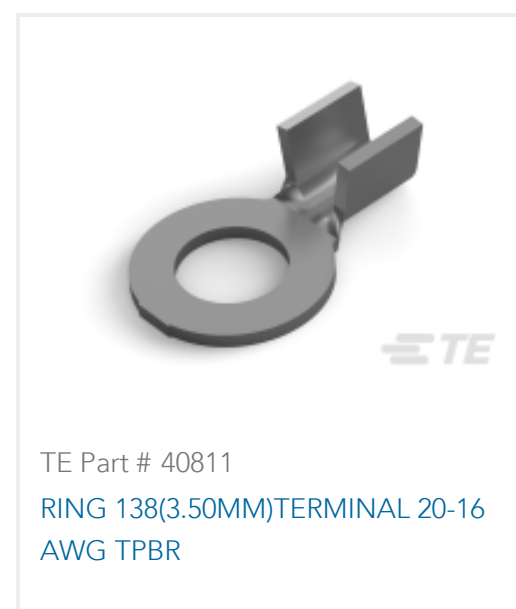 TE
TE Part # 40811
RING 138(3.50MM)TERMINAL 20-16
AWG TPBR